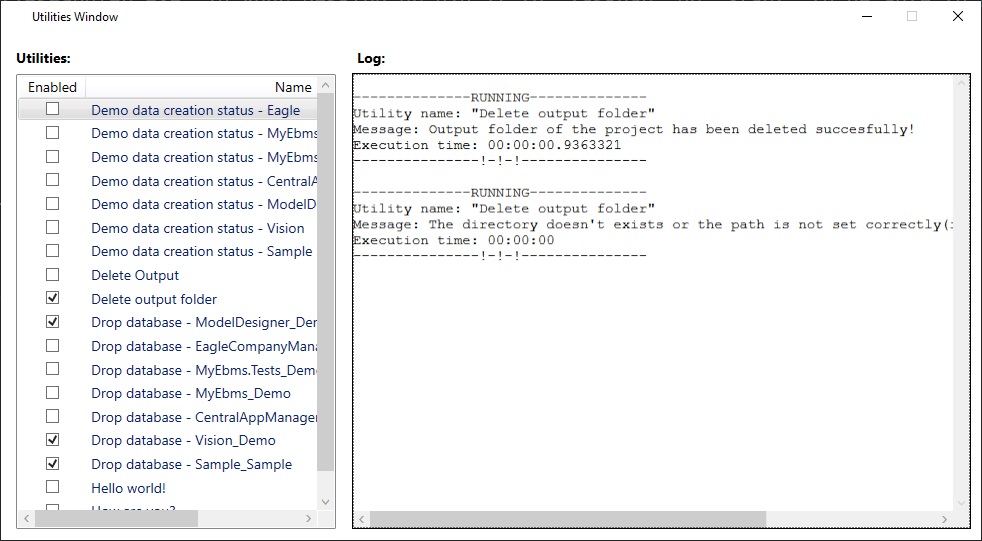 Utilities Window
Utilities:
Enabled Name
Demo data creation status - Eagle
Demo data creation status - MyEbms
Demo data creation status - MyEbms
Demo data creation status - CentralA
Demo data creation status - ModelD
Demo data creation status - Vision
Demo data creation status - Sample
Delete Output
Delete output folder
Drop database - ModelDesigner_Der
Drop database - EagleCompanyMana
Drop database - MyEbms.Tests_Demo
Drop database - MyEbms_Demo
Drop database - CentralAppManager
Drop database - Vision_Demo
Drop database - Sample_Sample
Hello world!
How are you?
Log:
--------------RUNNING--------------
Utility name: "Delete output folder"
Message: Output folder of the project has been deleted succesfully!
Execution time: 00:00:00.9363321
---------------!-!-!---------------
--------------RUNNING--------------
Utility name: "Delete output folder"
Message: The directory doesn't exists or the path is not set correctly(
Execution time: 00:00:00
---------------!-!-!---------------